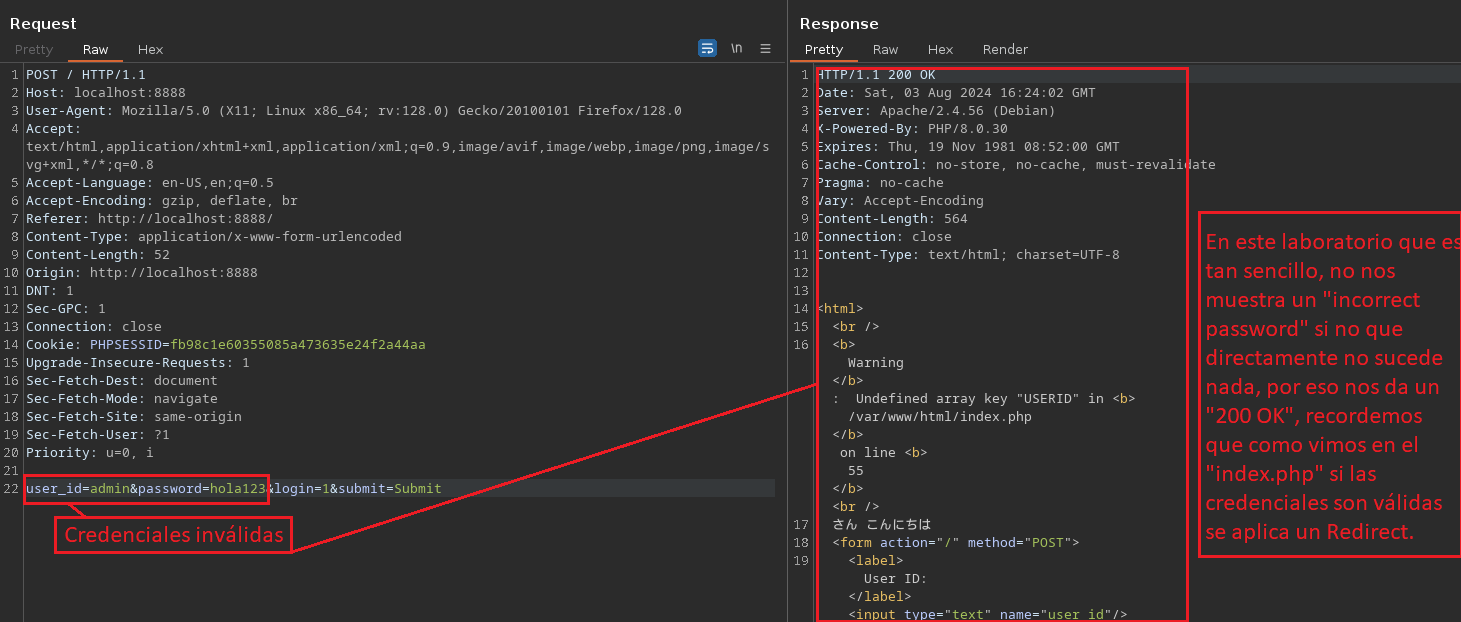 Request
Pretty Raw Hex
\n
1 POST / HTTP/1.1
2 Host: localhost:8888
3 User-Agent: Mozilla/5.0 (X11; Linux x86_64; rv:128.0) Gecko/20100101 Firefox/128.0
4 Accept:
text/html,application/xhtml+xml,application/xml;q=0.9,image/avif,image/webp,image/png,image/s
vg+xml,*/*;q=0.8
5 Accept-Language: en-US,en;q=0.5
6 Accept-Encoding: gzip, deflate, br
7 Referer: http://localhost:8888/
8 Content-Type: application/x-www-form-urlencoded
9 Content-Length: 52
10 Origin: http://localhost:8888
11 DNT: 1
12 Sec-GPC: 1
13 Connection: close
14 Cookie: PHPSESSID=fb98c1e60355085a473635e24f2a44aa
15 Upgrade-Insecure-Requests: 1
16 Sec-Fetch-Dest: document
17 Sec-Fetch-Mode: navigate
18 Sec-Fetch-Site: same-origin
19 Sec-Fetch-User: ?1
20 Priority: u=0, i
21
22 user_id=admin&password=hola123&login=1&submit=Submit
Credenciales inválidas
Response
Pretty Raw Hex Render
1 HTTP/1.1 200 OK
2 Date: Sat, 03 Aug 2024 16:24:02 GMT
3 Server: Apache/2.4.56 (Debian)
4 X-Powered-By: PHP/8.0.30
5 Expires: Thu, 19 Nov 1981 08:52:00 GMT
6 Cache-Control: no-store, no-cache, must-revalidate
7 Pragma: no-cache
8 Vary: Accept-Encoding
9 Content-Length: 564
10 Connection: close
11 Content-Type: text/html; charset=UTF-8
12
13
14 <html>
15 <br />
16 <b>
Warning
</b>
: Undefined array key "USERID" in <b>
/var/www/html/index.php
</b>
on line <b>
55
</b>
<br />
17 さん こんにちは
18 <form action="/" method="POST">
19 <label>
User ID:
</label>
<input type="text" name="user_id"/>
En este laboratorio que es
tan sencillo, no nos
muestra un "incorrect
password" si no que
directamente no sucede
nada, por eso nos da un
"200 OK", recordemos
que como vimos en el
"index.php" si las
credenciales son válidas
se aplica un Redirect.